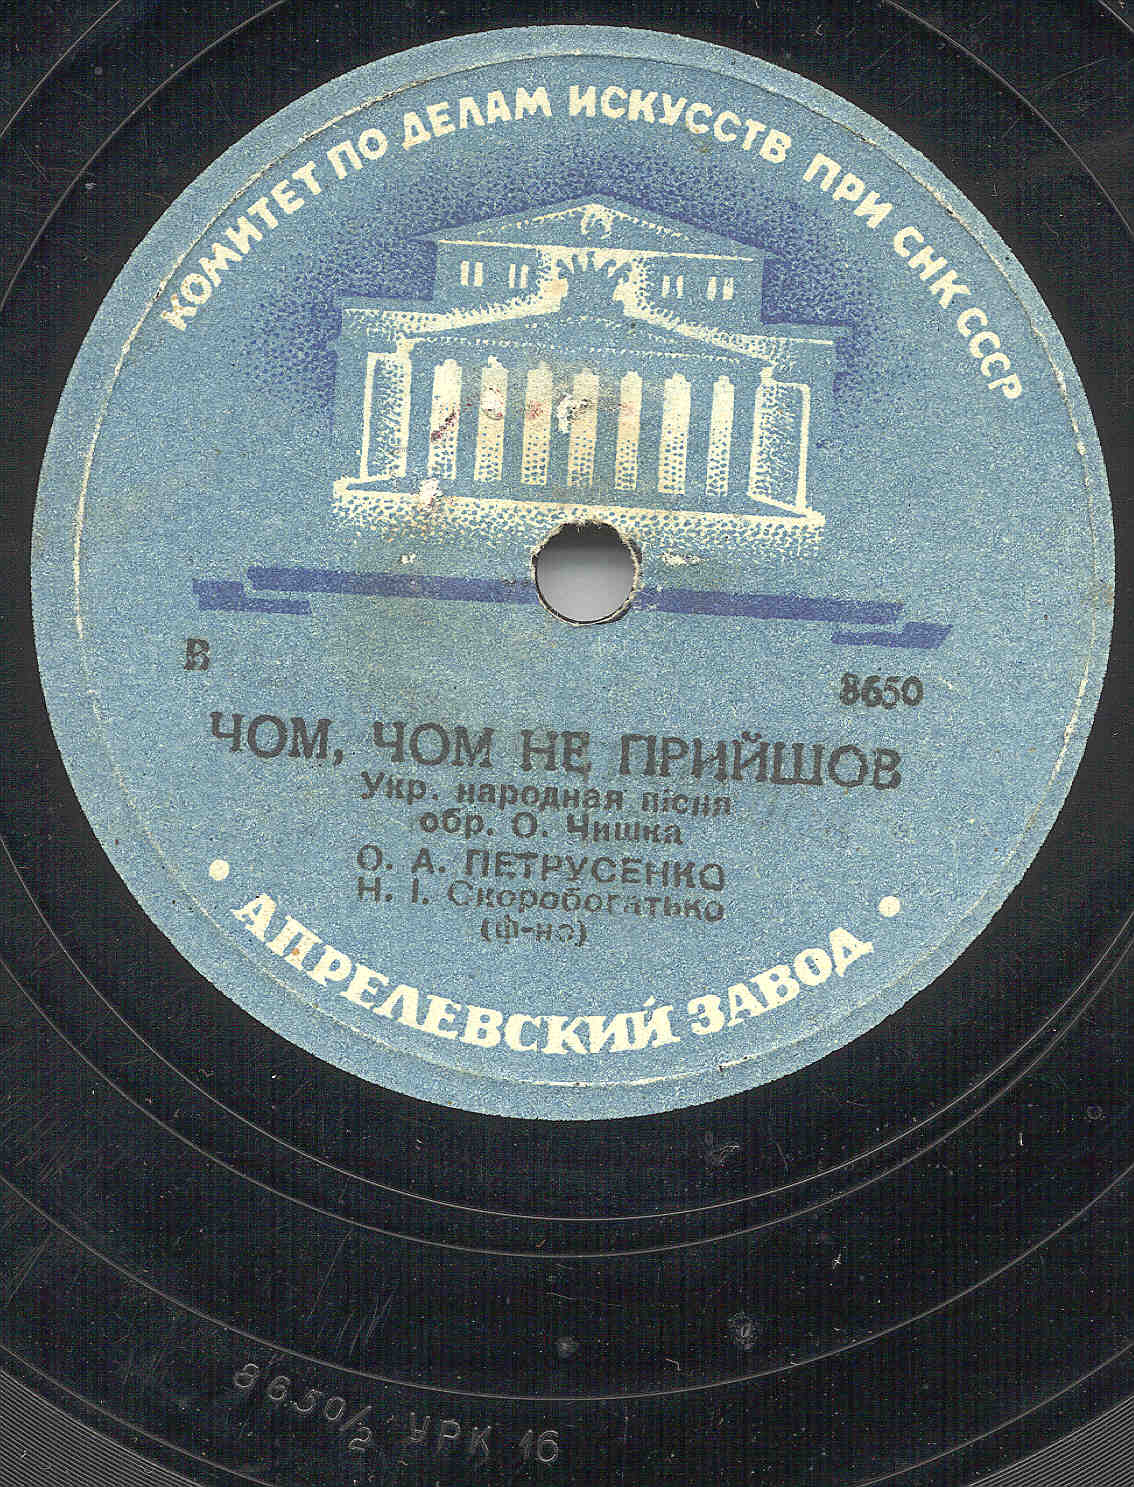 КОМИТЕТ ПО ДЕЛАМ ИСКУССТВ ПРИ СНК СССР
В
8650
ЧОМ, ЧОМ НЕ ПРИЙШОВ
Укр. народная пісня
обр. О. Чишка
О. А. ПЕТРУСЕНКО
Н. І. Скоробогатько
(ф-но)
• АПРЕЛЕВСКИЙ ЗАВОД •
8650/2 УРК 16